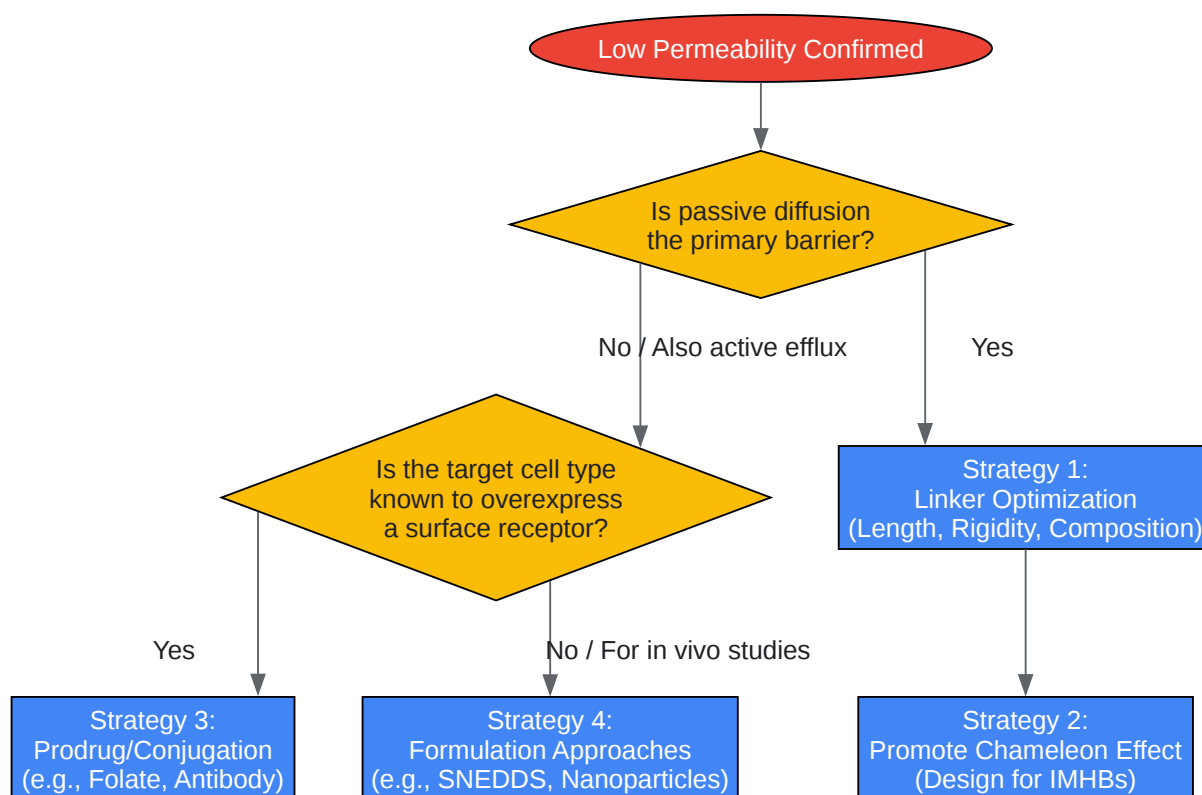 Low Permeability Confirmed
Is passive diffusion
the primary barrier?
No / Also active efflux
Yes
Is the target cell type
known to overexpress
a surface receptor?
Strategy 1:
Linker Optimization
(Length, Rigidity, Composition)
Yes
No / For in vivo studies
Strategy 3:
Prodrug/Conjugation
(e.g., Folate, Antibody)
Strategy 4:
Formulation Approaches
(e.g., SNEDDS, Nanoparticles)
Strategy 2:
Promote Chameleon Effect
(Design for IMHBs)